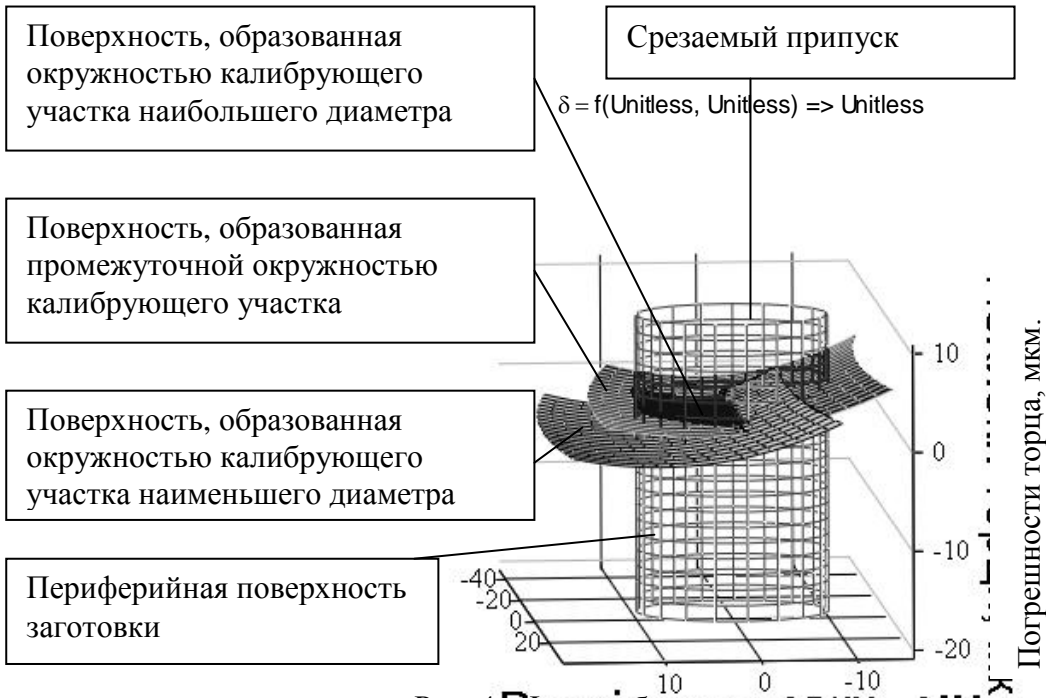 Поверхность, образованная
окружностью калибрующего
участка наибольшего диаметра
Срезаемый припуск
δ = f(Unitless, Unitless) => Unitless
Поверхность, образованная
промежуточной окружностью
калибрующего участка
Поверхность, образованная
окружностью калибрующего
участка наименьшего диаметра
Периферийная поверхность
заготовки
10
0
-10
-20
Погрешности торца, мкм.
-40
-20
0
20
10
0
-10